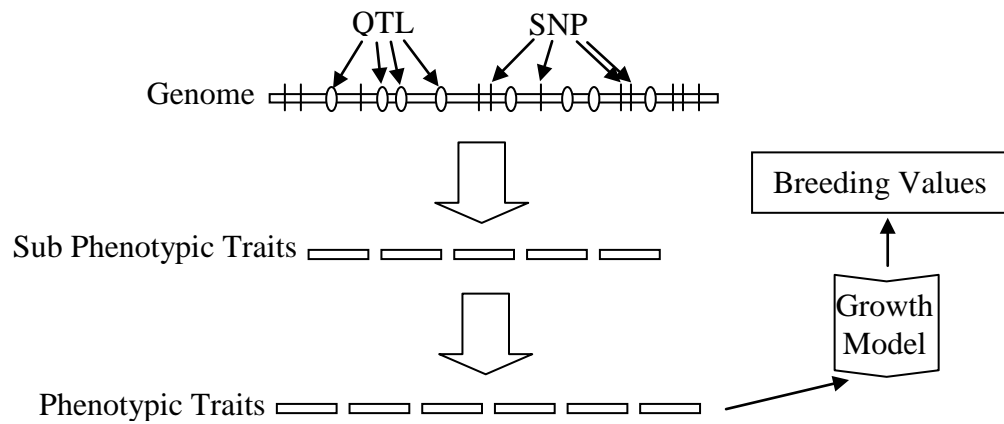 QTL
SNP
Genome
Breeding Values
Sub Phenotypic Traits
Growth
Model
Phenotypic Traits